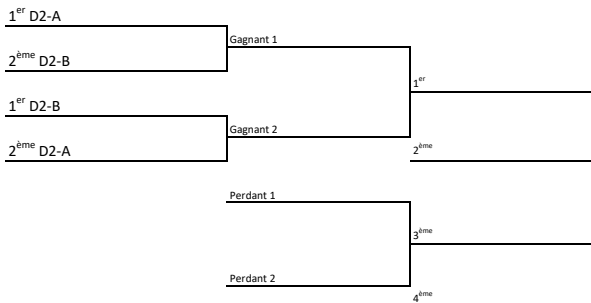 1er D2-A
Gagnant 1
2ème D2-B
1er
1er D2-B
Gagnant 2
2ème D2-A
2ème
Perdant 1
3ème
Perdant 2
4ème